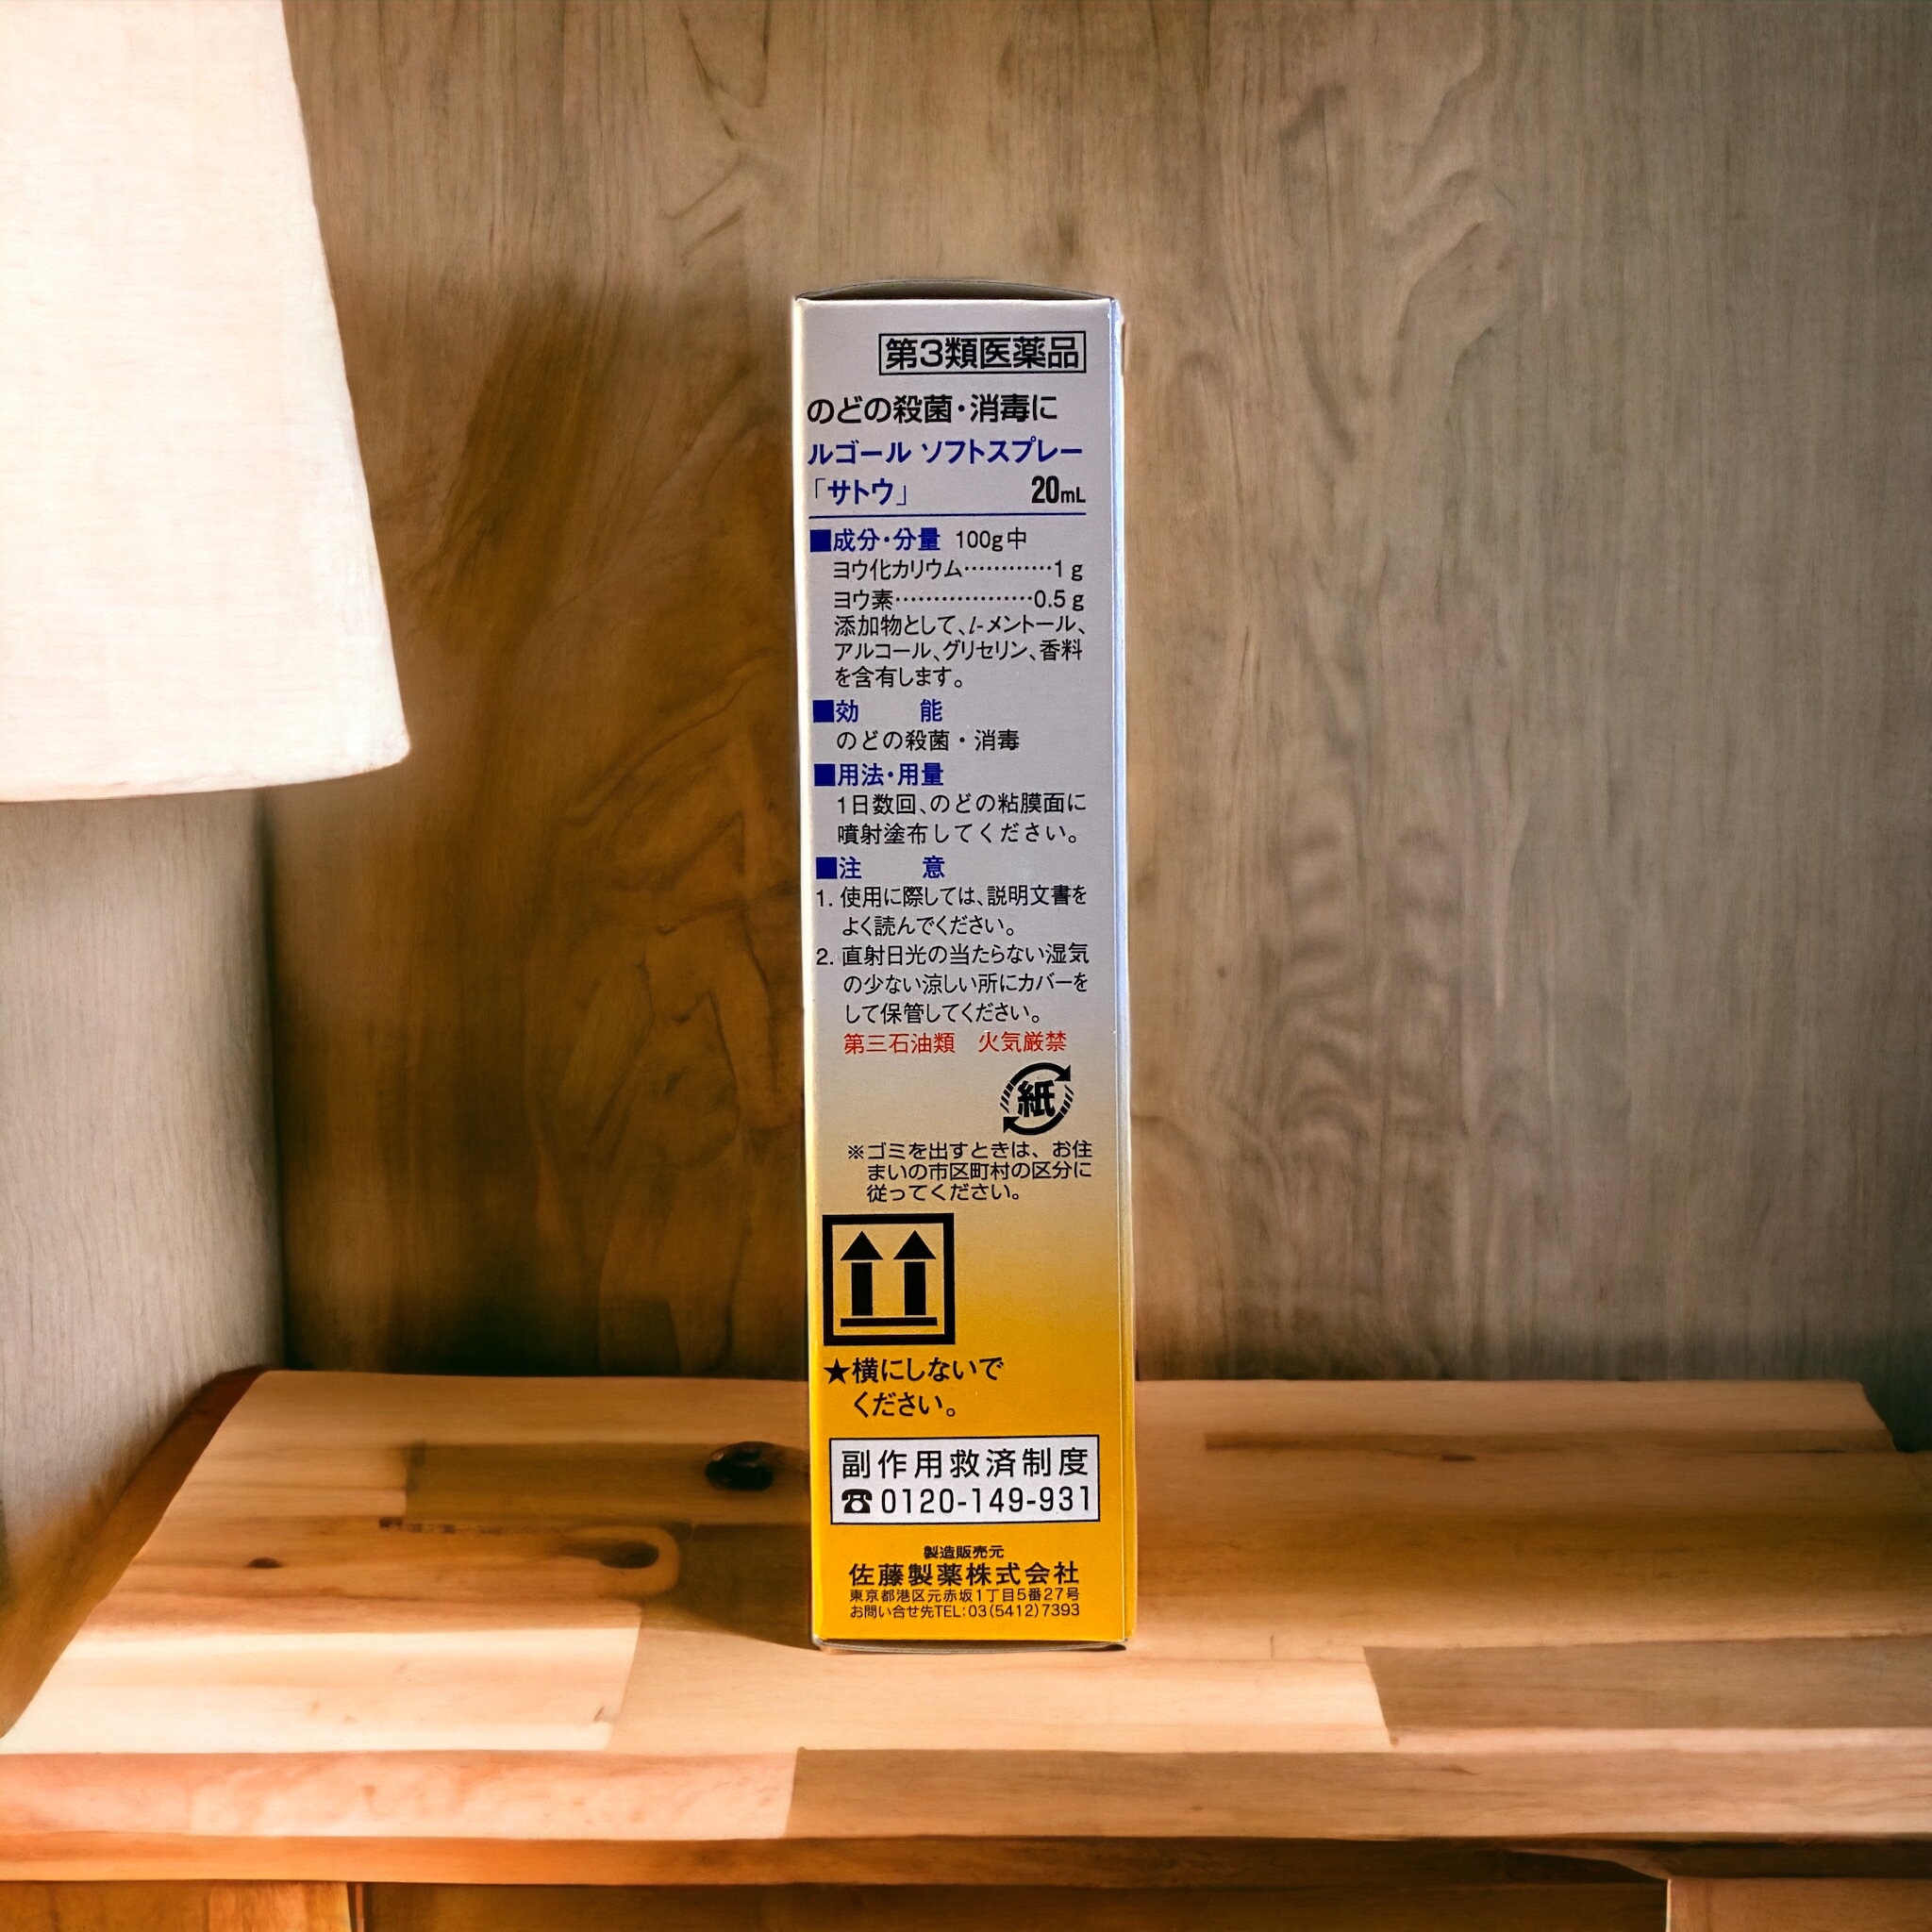 第3類医薬品
のどの殺菌・消毒に
ルゴール ソフトスプレー
「サトウ」 20mL
■成分・分量 100g中
ヨウ化カリウム…………1g
ヨウ素………………0.5g
添加物として、l-メントール、
アルコール、グリセリン、香料
を含有します。
■効 能
のどの殺菌・消毒
■用法・用量
1日数回、のどの粘膜面に
噴射塗布してください。
■注 意
1. 使用に際しては、説明文書を
よく読んでください。
2. 直射日光の当たらない湿気
の少ない涼しい所にカバーを
して保管してください。
第三石油類 火気厳禁
紙
※ゴミを出すときは、お住
まいの市区町村の区分に
従ってください。
★横にしないで
ください。
副作用救済制度
☎0120-149-931
製造販売元
佐藤製薬株式会社
東京都港区元赤坂1丁目5番27号
お問い合せ先TEL:03(5412)7393